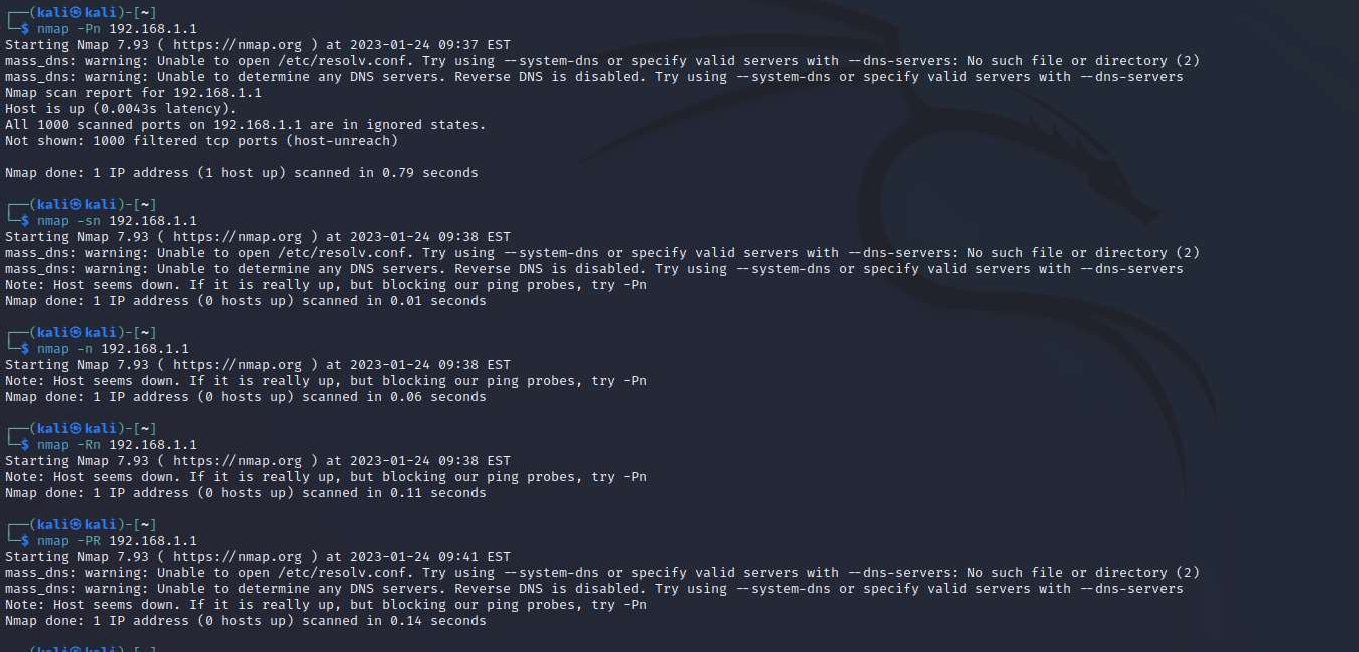 ┌──(kali㉿kali)-[~]
└─$ nmap -Pn 192.168.1.1
Starting Nmap 7.93 ( https://nmap.org ) at 2023-01-24 09:37 EST
mass_dns: warning: Unable to open /etc/resolv.conf. Try using --system-dns or specify valid servers with --dns-servers: No such file or directory (2)
mass_dns: warning: Unable to determine any DNS servers. Reverse DNS is disabled. Try using --system-dns or specify valid servers with --dns-servers
Nmap scan report for 192.168.1.1
Host is up (0.0043s latency).
All 1000 scanned ports on 192.168.1.1 are in ignored states.
Not shown: 1000 filtered tcp ports (host-unreach)
Nmap done: 1 IP address (1 host up) scanned in 0.79 seconds
┌──(kali㉿kali)-[~]
└─$ nmap -sn 192.168.1.1
Starting Nmap 7.93 ( https://nmap.org ) at 2023-01-24 09:38 EST
mass_dns: warning: Unable to open /etc/resolv.conf. Try using --system-dns or specify valid servers with --dns-servers: No such file or directory (2)
mass_dns: warning: Unable to determine any DNS servers. Reverse DNS is disabled. Try using --system-dns or specify valid servers with --dns-servers
Note: Host seems down. If it is really up, but blocking our ping probes, try -Pn
Nmap done: 1 IP address (0 hosts up) scanned in 0.01 seconds
┌──(kali㉿kali)-[~]
└─$ nmap -n 192.168.1.1
Starting Nmap 7.93 ( https://nmap.org ) at 2023-01-24 09:38 EST
Note: Host seems down. If it is really up, but blocking our ping probes, try -Pn
Nmap done: 1 IP address (0 hosts up) scanned in 0.06 seconds
┌──(kali㉿kali)-[~]
└─$ nmap -Rn 192.168.1.1
Starting Nmap 7.93 ( https://nmap.org ) at 2023-01-24 09:38 EST
Note: Host seems down. If it is really up, but blocking our ping probes, try -Pn
Nmap done: 1 IP address (0 hosts up) scanned in 0.11 seconds
┌──(kali㉿kali)-[~]
└─$ nmap -PR 192.168.1.1
Starting Nmap 7.93 ( https://nmap.org ) at 2023-01-24 09:41 EST
mass_dns: warning: Unable to open /etc/resolv.conf. Try using --system-dns or specify valid servers with --dns-servers: No such file or directory (2)
mass_dns: warning: Unable to determine any DNS servers. Reverse DNS is disabled. Try using --system-dns or specify valid servers with --dns-servers
Note: Host seems down. If it is really up, but blocking our ping probes, try -Pn
Nmap done: 1 IP address (0 hosts up) scanned in 0.14 seconds